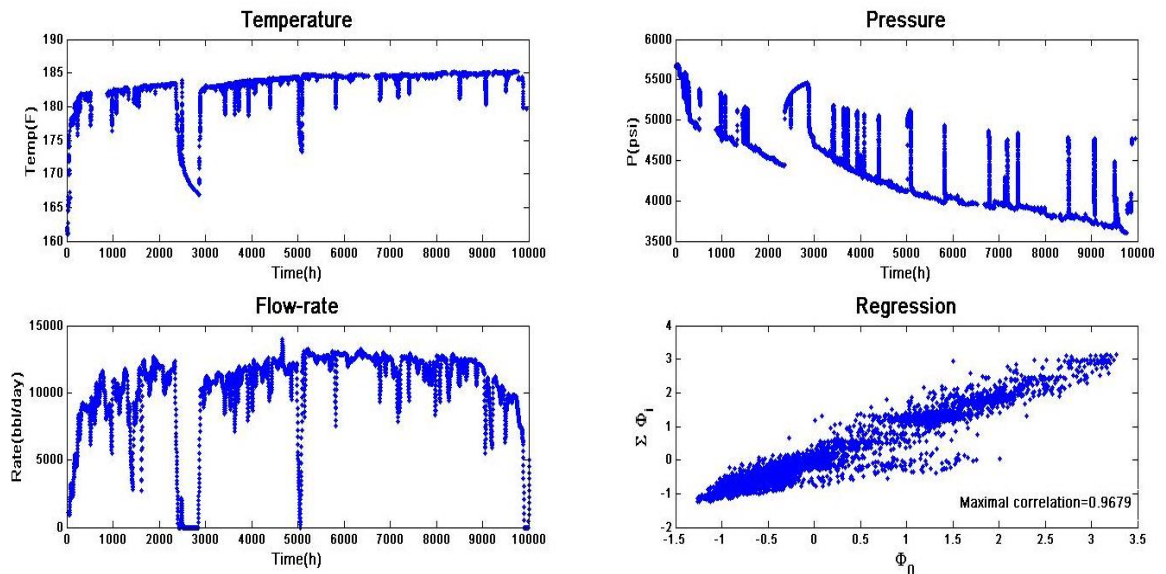 Temperature
190
185
180
175
170
165
160
Temp(F)
0 1000 2000 3000 4000 5000 6000 7000 8000 9000 10000
Time(h)
Pressure
6000
5500
5000
4500
4000
3500
P(psi)
0 1000 2000 3000 4000 5000 6000 7000 8000 9000 10000
Time(h)
Flow-rate
15000
10000
5000
0
Rate(bbl/day)
0 1000 2000 3000 4000 5000 6000 7000 8000 9000 10000
Time(h)
Regression
4
3
2
1
0
-1
-2
Σ Φi
Maximal correlation=0.9679
-1.5 -1 -0.5 0 0.5 1 1.5 2 2.5 3 3.5
Φ0